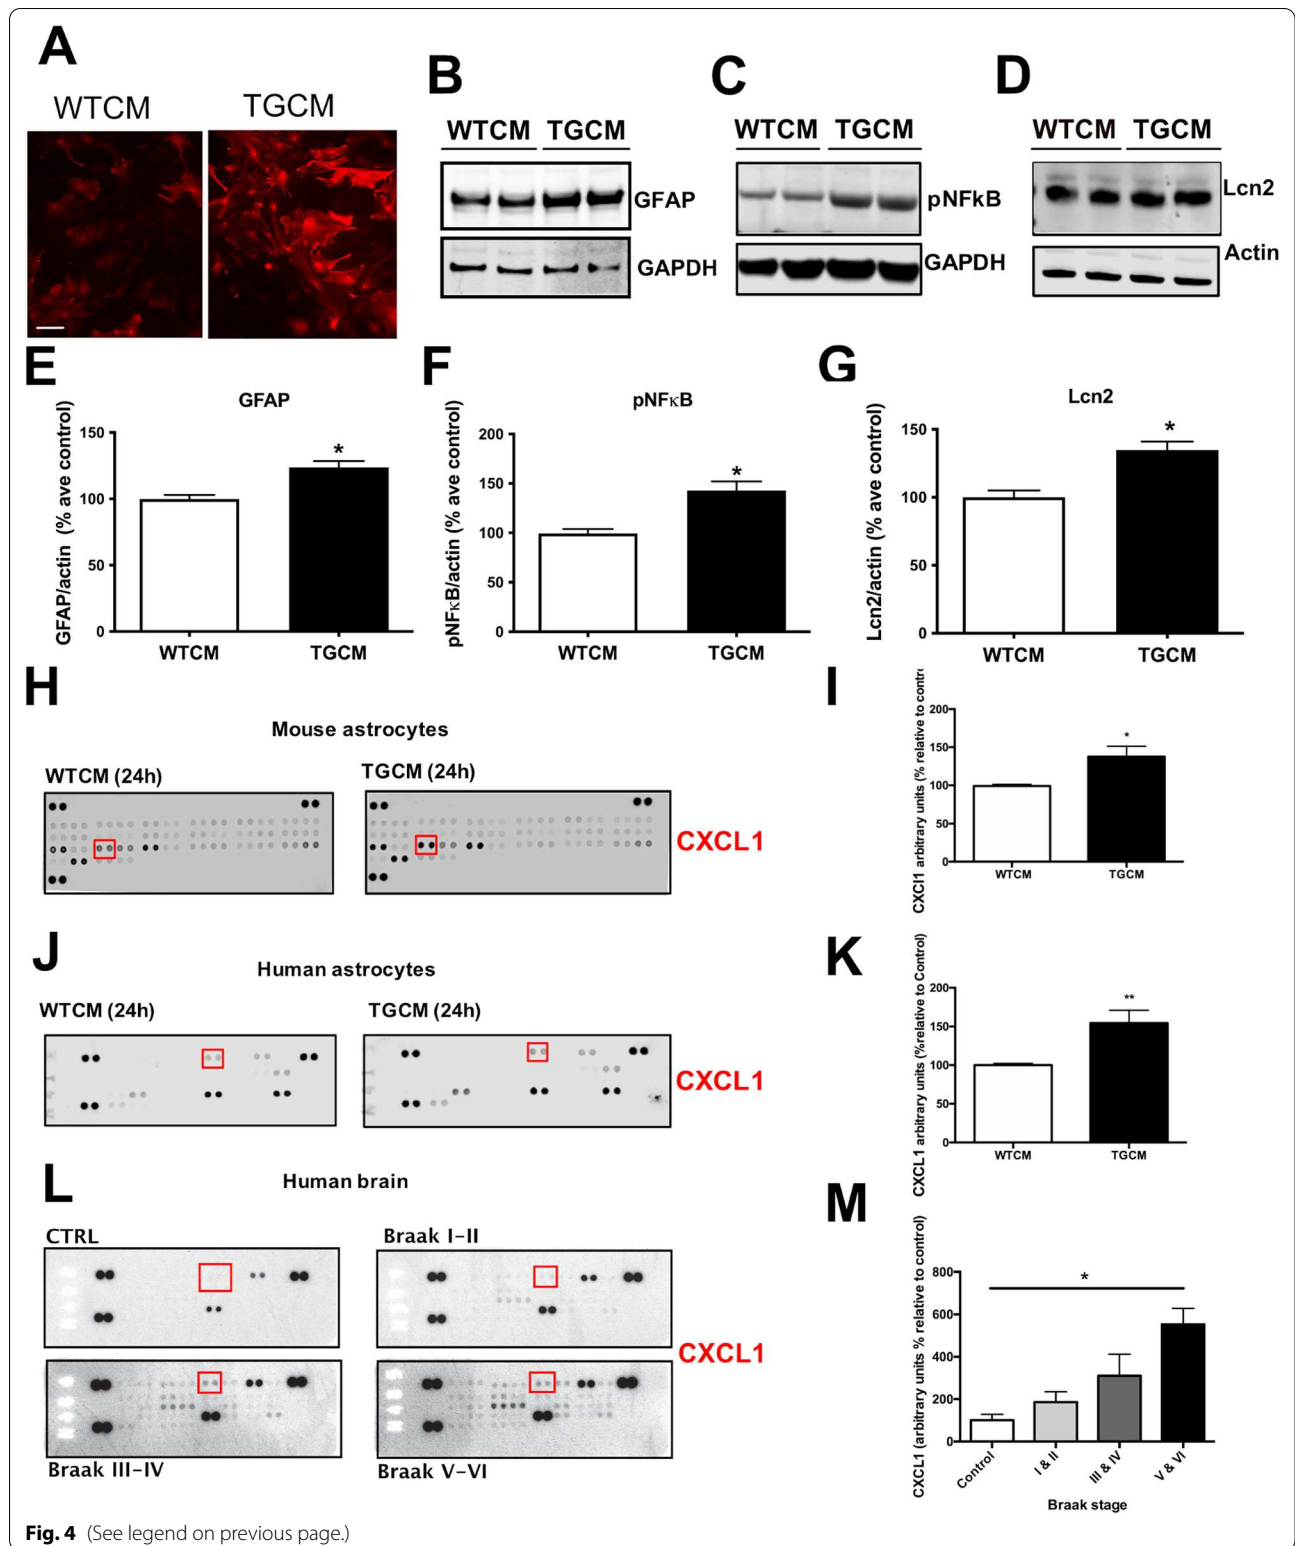 A
WTCM
TGCM
B
WTCM TGCM
GFAP
GAPDH
C
WTCM TGCM
pNFkB
GAPDH
D
WTCM TGCM
Lcn2
Actin
E
GFAP
GFAP/actin (% ave control)
150
100
50
0
WTCM
TGCM
*
F
pNFκB
pNFκB/actin (% ave control)
200
150
100
50
0
WTCM
TGCM
*
G
Lcn2
Lcn2/actin (% ave control)
150
100
50
0
WTCM
TGCM
*
H
Mouse astrocytes
WTCM (24h)
TGCM (24h)
CXCL1
I
CXCl1 arbitrary units (% relative to contro
200
150
100
50
0
WTCM
TGCM
*
J
Human astrocytes
WTCM (24h)
TGCM (24h)
CXCL1
K
CXCL1 arbitrary units (%relative to Control)
200
150
100
50
0
WTCM
TGCM
**
L
Human brain
CTRL
Braak I-II
CXCL1
Braak III-IV
Braak V-VI
M
CXCL1 (arbitrary units % relative to control)
800
600
400
200
0
*
Control
I & II
III & IV
V & VI
Braak stage
Fig. 4 (See legend on previous page.)